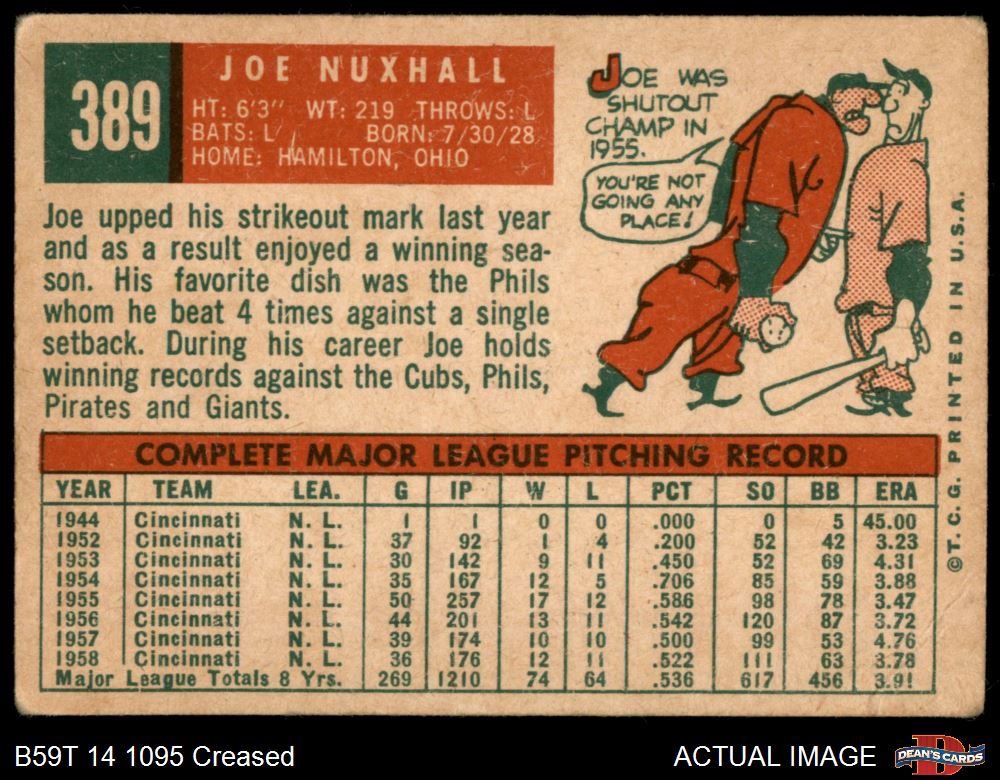 389
JOE NUXHALL
HT: 6'3" WT: 219 THROWS: L
BATS: L BORN: 7/30/28
HOME: HAMILTON, OHIO
Joe upped his strikeout mark last year
and as a result enjoyed a winning sea-
son. His favorite dish was the Phils
whom he beat 4 times against a single
setback. During his career Joe holds
winning records against the Cubs, Phils,
Pirates and Giants.
JOE WAS
SHUTOUT
CHAMP IN
1955.
YOU'RE NOT
GOING ANY
PLACE!
COMPLETE MAJOR LEAGUE PITCHING RECORD
YEAR TEAM LEA. G IP W L PCT SO BB ERA
1944 Cincinnati N. L. 1 1 0 0 .000 0 5 45.00
1952 Cincinnati N. L. 37 92 1 4 .200 52 42 3.23
1953 Cincinnati N. L. 30 142 9 11 .450 52 69 4.31
1954 Cincinnati N. L. 35 167 12 5 .706 85 59 3.88
1955 Cincinnati N. L. 50 257 17 12 .586 98 78 3.47
1956 Cincinnati N. L. 44 201 13 11 .542 120 87 3.72
1957 Cincinnati N. L. 39 174 10 10 .500 99 53 4.76
1958 Cincinnati N. L. 36 176 12 11 .522 111 63 3.78
Major League Totals 8 Yrs. 269 1210 74 64 .536 617 456 3.91
© T. C. G. PRINTED IN U.S.A.
B59T 14 1095 Creased
ACTUAL IMAGE
DEAN'S CARDS